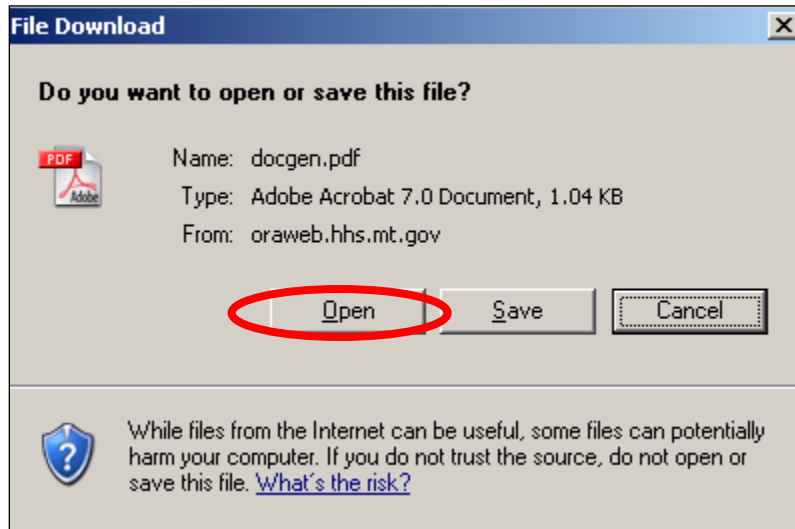 File Download
Do you want to open or save this file?
PDF
Adobe
Name: docgen.pdf
Type: Adobe Acrobat 7.0 Document, 1.04 KB
From: oraweb.hhs.mt.gov
Open Save Cancel
While files from the Internet can be useful, some files can potentially
harm your computer. If you do not trust the source, do not open or
save this file. What's the risk?